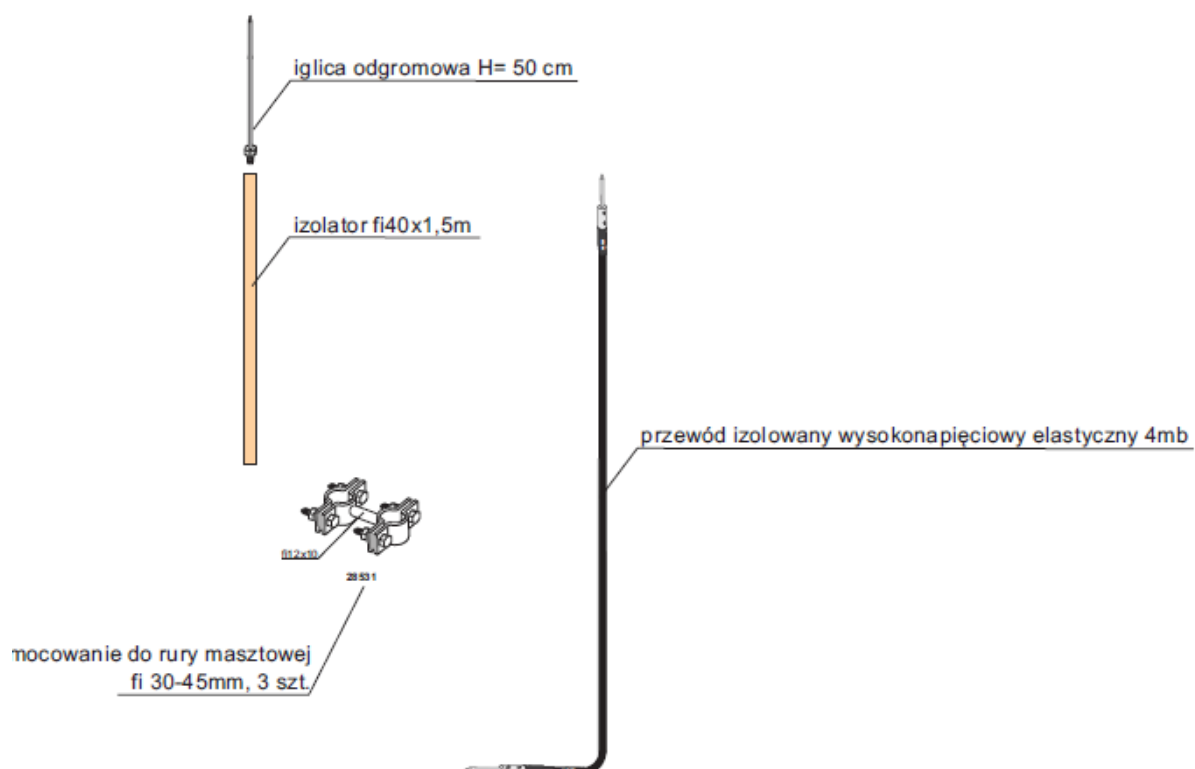 iglica odgromowa H= 50 cm
izolator fi40x1,5m
przewód izolowany wysokonapięciowy elastyczny 4mb
fi12x10
28531
mocowanie do rury masztowej
fi 30-45mm, 3 szt.